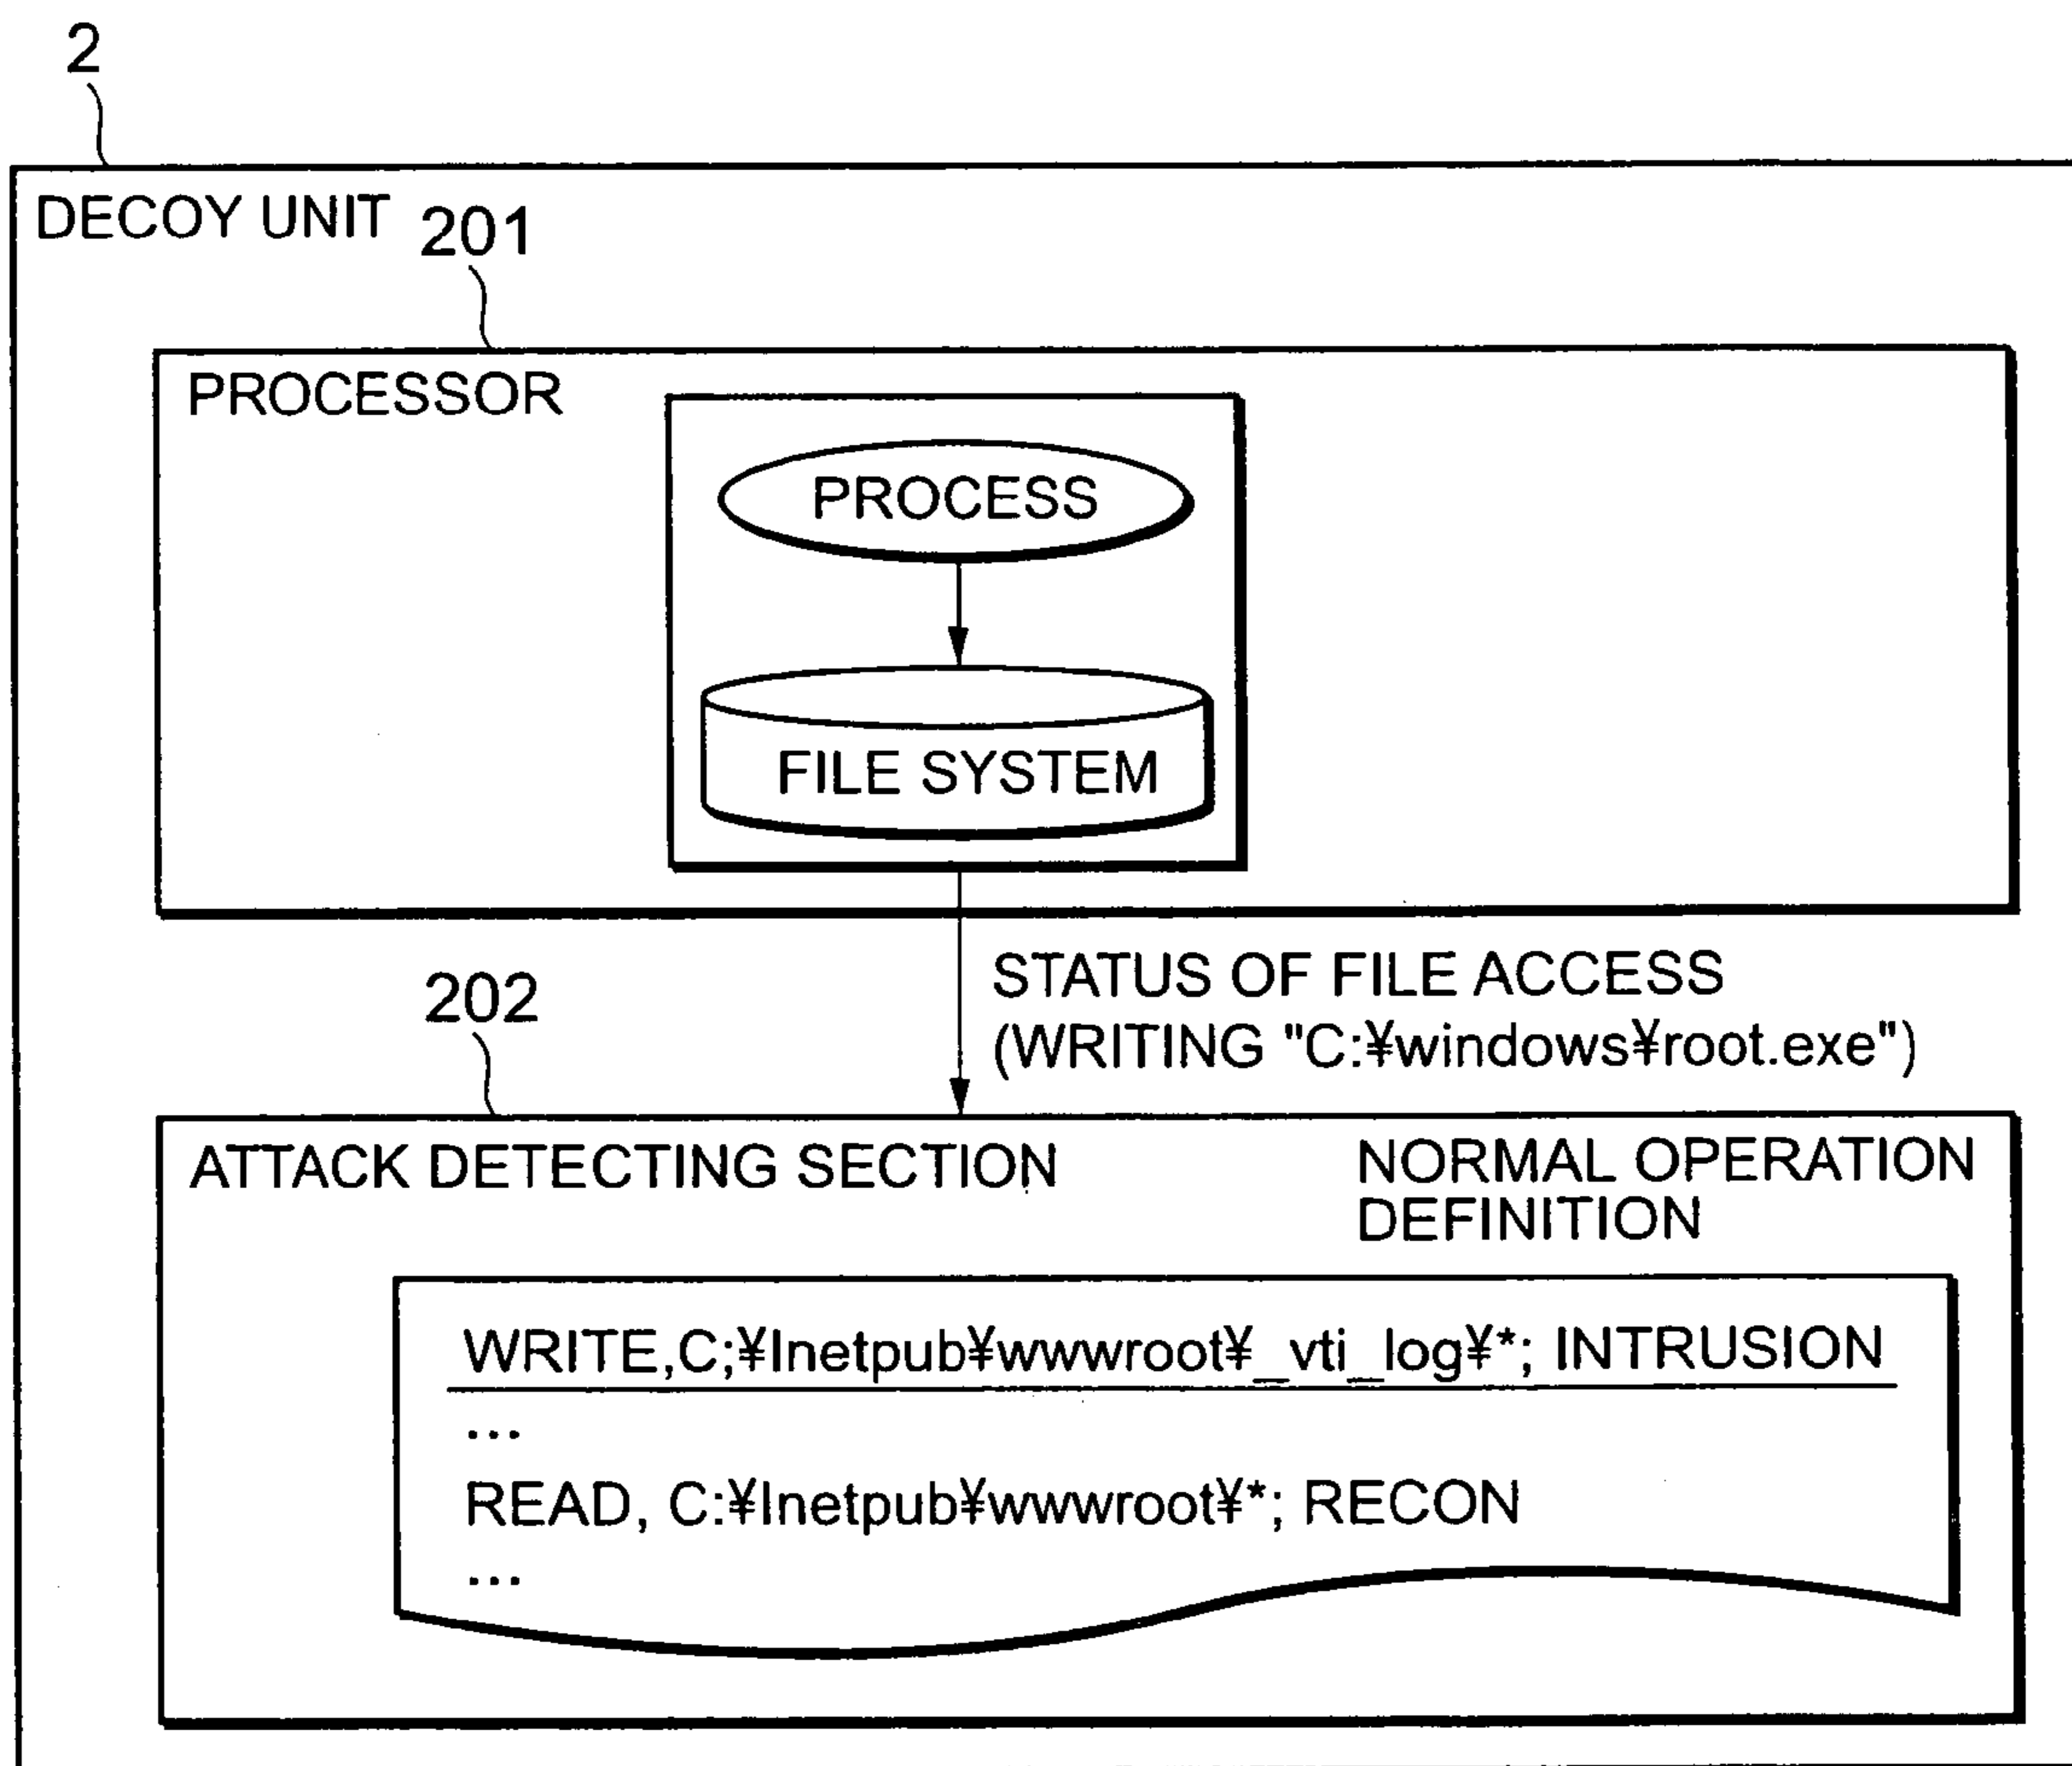 2
DECOY UNIT
201
PROCESSOR
PROCESS
FILE SYSTEM
STATUS OF FILE ACCESS
(WRITING "C:¥windows¥root.exe")
202
ATTACK DETECTING SECTION
NORMAL OPERATION
DEFINITION
WRITE,C;¥Inetpub¥wwwroot¥_vti_log¥*; INTRUSION
...
READ, C:¥Inetpub¥wwwroot¥*; RECON
...